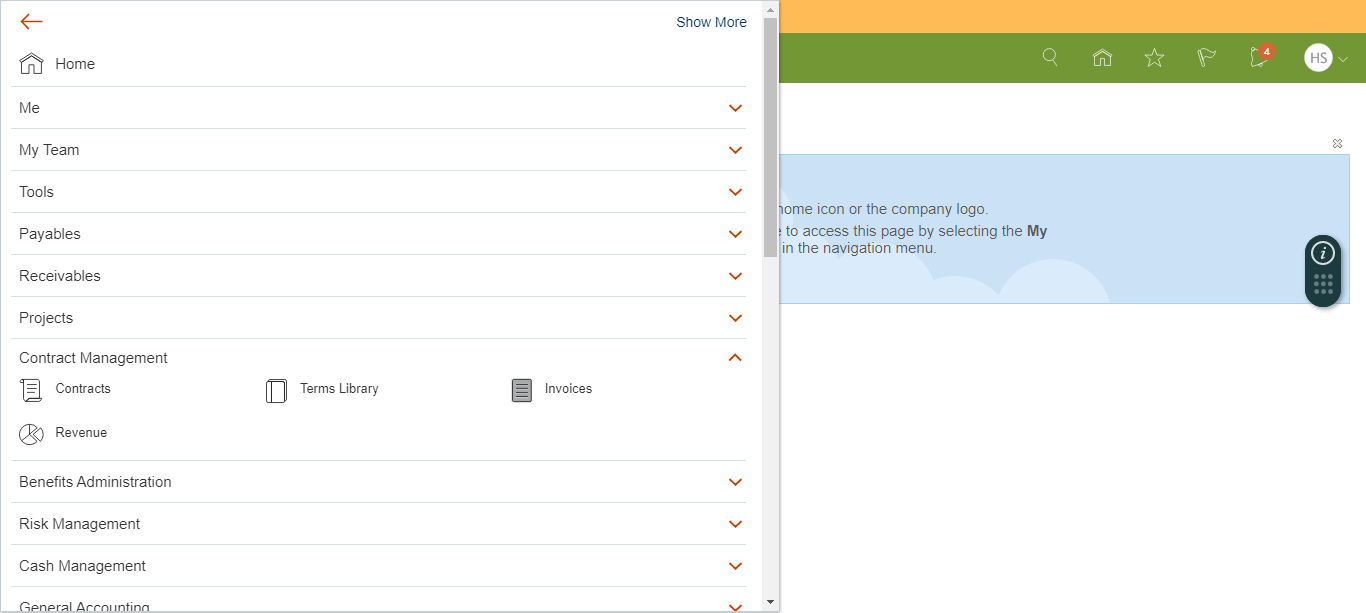 Show More
Home
Me
My Team
Tools
Payables
Receivables
Projects
Contract Management
Contracts
Terms Library
Invoices
Revenue
Benefits Administration
Risk Management
Cash Management
General Accounting
4
HS
home icon or the company logo.
to access this page by selecting the My
in the navigation menu.
i